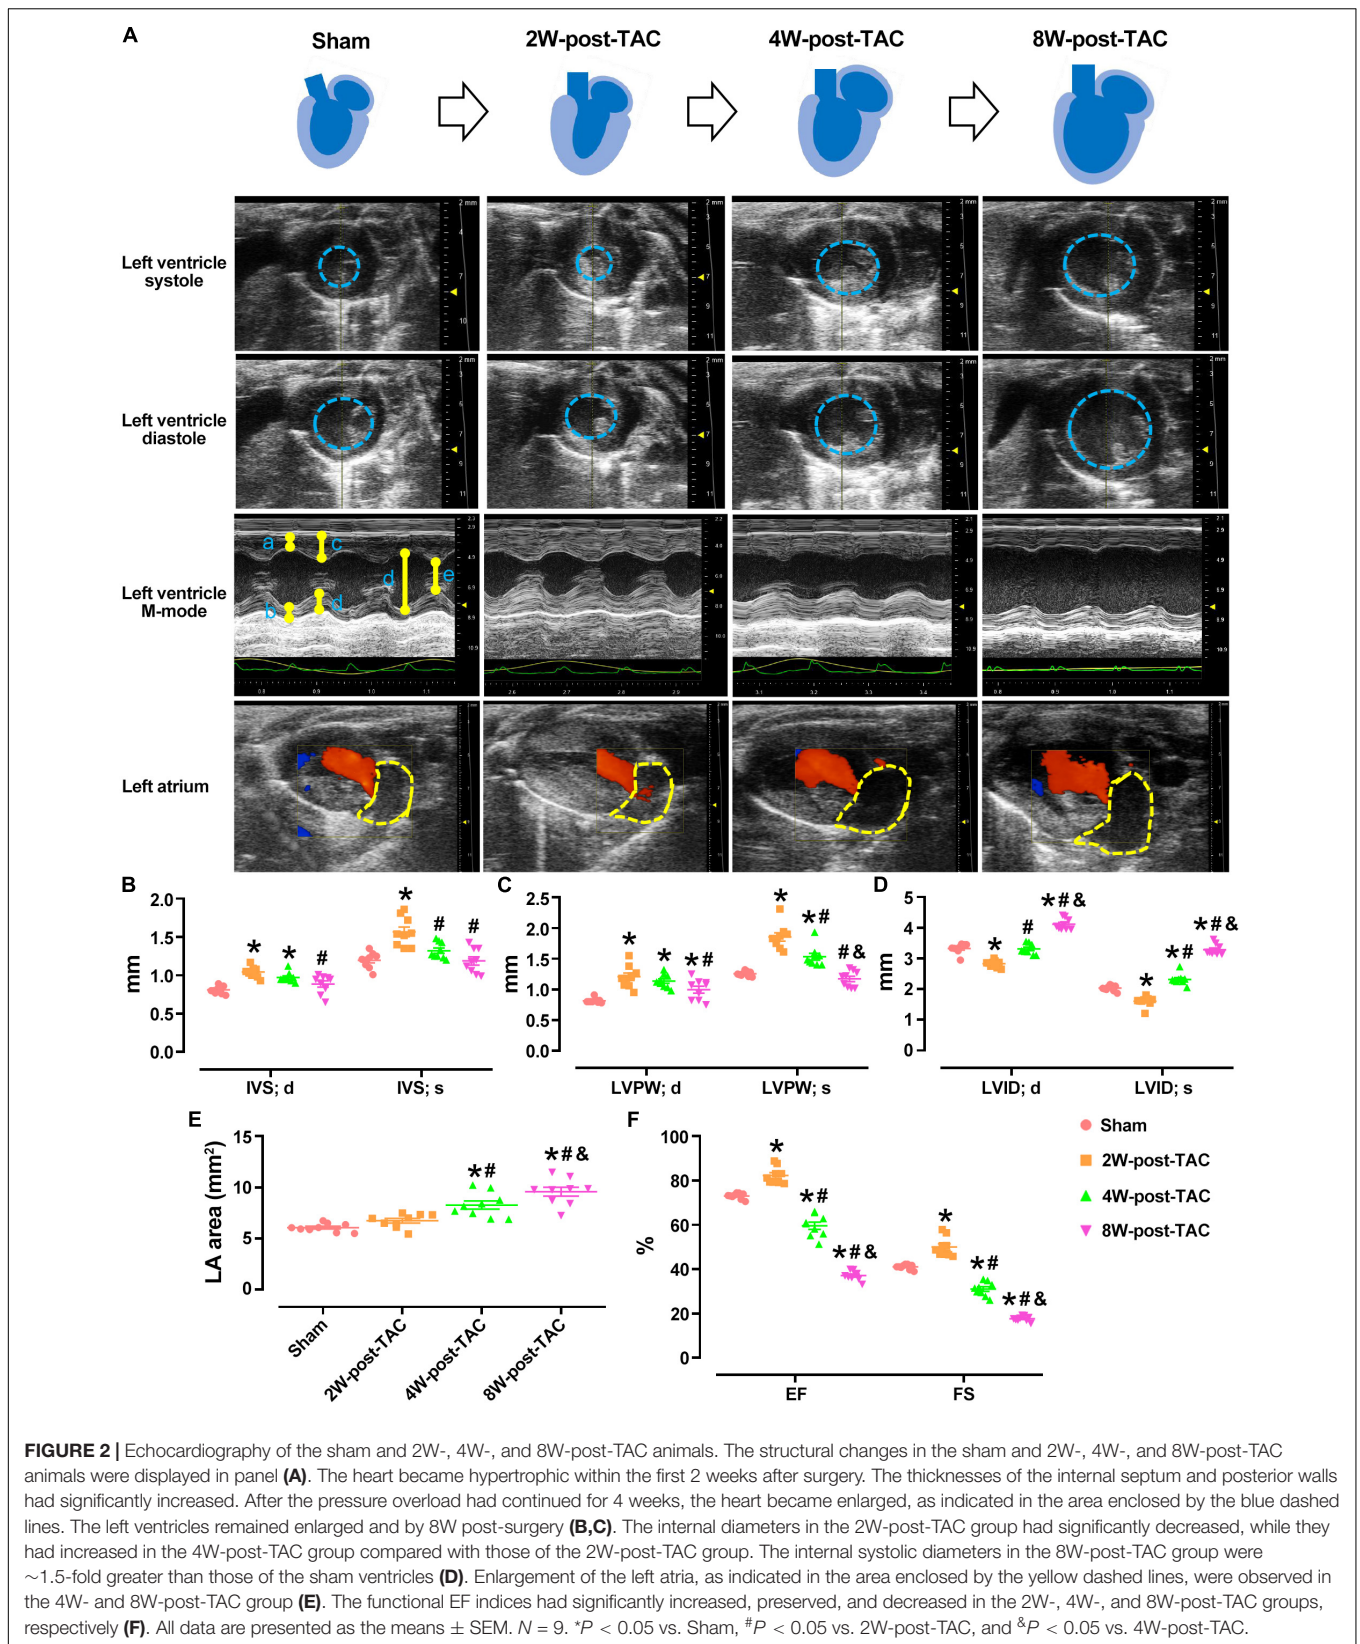 A
Sham
2W-post-TAC
4W-post-TAC
8W-post-TAC
Left ventricle
systole
Left ventricle
diastole
Left ventricle
M-mode
a
c
d
e
b
d
Left atrium
B
mm
2.0
1.5
1.0
0.5
0.0
* * #
* # #
IVS; d
IVS; s
C
mm
2.5
2.0
1.5
1.0
0.5
0.0
* * *#
* *# #&
LVPW; d
LVPW; s
D
mm
5
4
3
2
1
0
* # *#&
* *# *#&
LVID; d
LVID; s
E
LA area (mm²)
15
10
5
0
*# *#&
Sham
2W-post-TAC
4W-post-TAC
8W-post-TAC
F
%
100
80
60
40
20
0
* *# *#&
* *# *#&
EF
FS
Sham
2W-post-TAC
4W-post-TAC
8W-post-TAC
FIGURE 2 | Echocardiography of the sham and 2W-, 4W-, and 8W-post-TAC animals. The structural changes in the sham and 2W-, 4W-, and 8W-post-TAC
animals were displayed in panel (A). The heart became hypertrophic within the first 2 weeks after surgery. The thicknesses of the internal septum and posterior walls
had significantly increased. After the pressure overload had continued for 4 weeks, the heart became enlarged, as indicated in the area enclosed by the blue dashed
lines. The left ventricles remained enlarged and by 8W post-surgery (B,C). The internal diameters in the 2W-post-TAC group had significantly decreased, while they
had increased in the 4W-post-TAC group compared with those of the 2W-post-TAC group. The internal systolic diameters in the 8W-post-TAC group were
~1.5-fold greater than those of the sham ventricles (D). Enlargement of the left atria, as indicated in the area enclosed by the yellow dashed lines, were observed in
the 4W- and 8W-post-TAC group (E). The functional EF indices had significantly increased, preserved, and decreased in the 2W-, 4W-, and 8W-post-TAC groups,
respectively (F). All data are presented as the means ± SEM. N = 9. *P < 0.05 vs. Sham, #P < 0.05 vs. 2W-post-TAC, and &P < 0.05 vs. 4W-post-TAC.